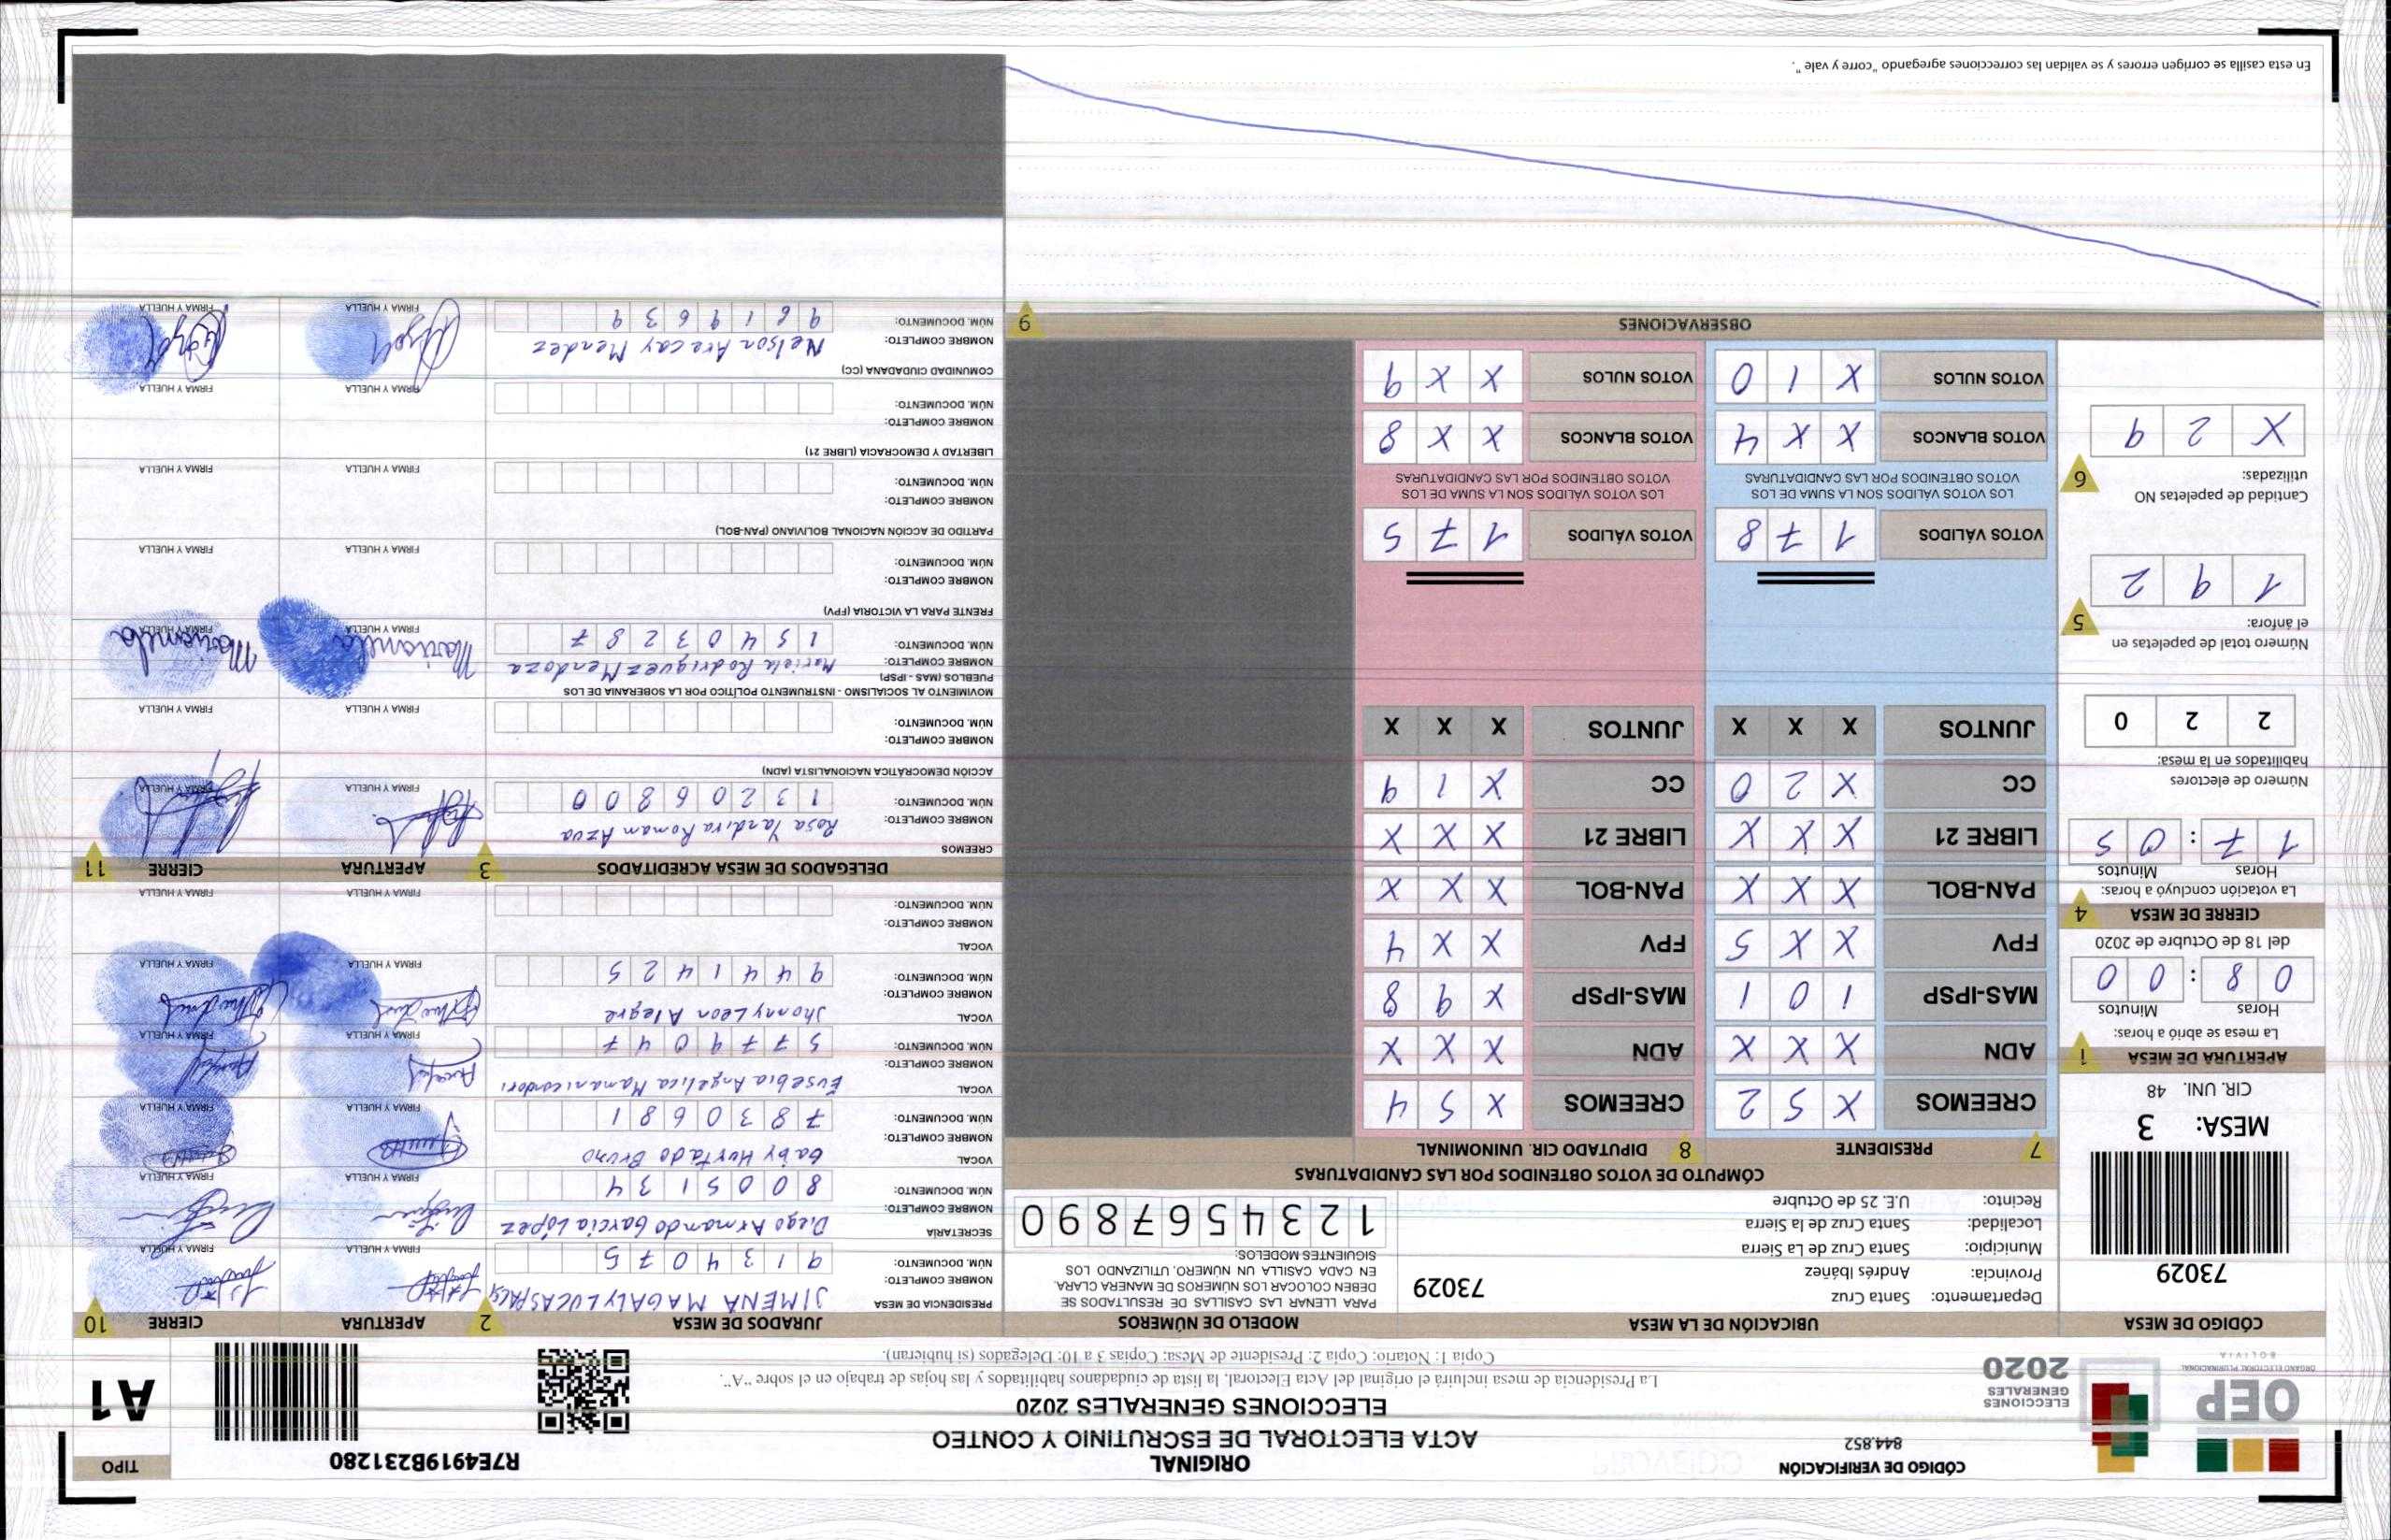 OEP
ÓRGANO ELECTORAL PLURINACIONAL
BOLIVIA
ELECCIONES
GENERALES
2020
CÓDIGO DE VERIFICACIÓN
844.852
ORIGINAL
ACTA ELECTORAL DE ESCRUTINIO Y CONTEO
ELECCIONES GENERALES 2020
La Presidencia de mesa incluirá el original del Acta Electoral, la lista de ciudadanos habilitados y las hojas de trabajo en el sobre "A".
Copia 1: Notario; Copia 2: Presidente de Mesa; Copias 3 a 10: Delegados (si hubieran).
R7E4919B231280
TIPO
A1
CÓDIGO DE MESA
73029
MESA: 3
CIR. UNI. 48
APERTURA DE MESA 1
La mesa se abrió a horas:
Horas Minutos
0 8 : 0 0
del 18 de Octubre de 2020
CIERRE DE MESA 4
La votación concluyó a horas:
Horas Minutos
1 7 : 0 5
Número de electores
habilitados en la mesa:
2 2 0
Número total de papeletas en
el ánfora: 5
1 9 2
Cantidad de papeletas NO
utilizadas: 6
X 2 9
UBICACIÓN DE LA MESA
Departamento: Santa Cruz
Provincia: Andrés Ibáñez
Municipio: Santa Cruz de La Sierra
Localidad: Santa Cruz de la Sierra
Recinto: U.E. 25 de Octubre
73029
MODELO DE NÚMEROS
PARA LLENAR LAS CASILLAS DE RESULTADOS SE
DEBEN COLOCAR LOS NÚMEROS DE MANERA CLARA,
EN CADA CASILLA UN NÚMERO, UTILIZANDO LOS
SIGUIENTES MODELOS:
1 2 3 4 5 6 7 8 9 0
CÓMPUTO DE VOTOS OBTENIDOS POR LAS CANDIDATURAS
7 PRESIDENTE
CREEMOS X 5 2
ADN X X X
MAS-IPSP 1 0 1
FPV X X 5
PAN-BOL X X X
LIBRE 21 X X X
CC X 2 0
JUNTOS X X X
VOTOS VÁLIDOS 1 7 8
LOS VOTOS VÁLIDOS SON LA SUMA DE LOS
VOTOS OBTENIDOS POR LAS CANDIDATURAS
VOTOS BLANCOS X X 4
VOTOS NULOS X 1 0
8 DIPUTADO CIR. UNINOMINAL
CREEMOS X 5 4
ADN X X X
MAS-IPSP X 9 8
FPV X X 4
PAN-BOL X X X
LIBRE 21 X X X
CC X 1 9
JUNTOS X X X
VOTOS VÁLIDOS 1 7 5
LOS VOTOS VÁLIDOS SON LA SUMA DE LOS
VOTOS OBTENIDOS POR LAS CANDIDATURAS
VOTOS BLANCOS X X 8
VOTOS NULOS X X 9
JURADOS DE MESA 2 APERTURA CIERRE 10
PRESIDENCIA DE MESA
NOMBRE COMPLETO: JIMENA MAGALY LUCAS PACSY
NÚM. DOCUMENTO: 9 1 3 4 0 7 5
FIRMA Y HUELLA FIRMA Y HUELLA
SECRETARÍA
NOMBRE COMPLETO: Diego Armando Garcia López
NÚM. DOCUMENTO: 8 0 0 5 1 3 4
FIRMA Y HUELLA FIRMA Y HUELLA
VOCAL
NOMBRE COMPLETO: Gaby Hurtado Bruno
NÚM. DOCUMENTO: 7 8 3 0 6 8 1
FIRMA Y HUELLA FIRMA Y HUELLA
VOCAL
NOMBRE COMPLETO: Eusebia Angelica Mamani condori
NÚM. DOCUMENTO: 5 7 7 9 0 4 7
FIRMA Y HUELLA FIRMA Y HUELLA
VOCAL
NOMBRE COMPLETO: Jhonny Leon Alegre
NÚM. DOCUMENTO: 9 4 4 1 4 2 5
FIRMA Y HUELLA FIRMA Y HUELLA
VOCAL
NOMBRE COMPLETO:
NÚM. DOCUMENTO:
FIRMA Y HUELLA FIRMA Y HUELLA
DELEGADOS DE MESA ACREDITADOS 3 APERTURA CIERRE 11
CREEMOS
NOMBRE COMPLETO: Rosa Yandira Roman Azua
NÚM. DOCUMENTO: 1 3 2 0 6 8 0 0
FIRMA Y HUELLA FIRMA Y HUELLA
ACCIÓN DEMOCRÁTICA NACIONALISTA (ADN)
NOMBRE COMPLETO:
NÚM. DOCUMENTO:
FIRMA Y HUELLA FIRMA Y HUELLA
MOVIMIENTO AL SOCIALISMO - INSTRUMENTO POLÍTICO POR LA SOBERANIA DE LOS
PUEBLOS (MAS - IPSP)
NOMBRE COMPLETO: Mariela Rodriguez Mendoza
NÚM. DOCUMENTO: 1 5 4 0 3 2 8 7
FIRMA Y HUELLA FIRMA Y HUELLA
FRENTE PARA LA VICTORIA (FPV)
NOMBRE COMPLETO:
NÚM. DOCUMENTO:
FIRMA Y HUELLA FIRMA Y HUELLA
PARTIDO DE ACCIÓN NACIONAL BOLIVIANO (PAN-BOL)
NOMBRE COMPLETO:
NÚM. DOCUMENTO:
FIRMA Y HUELLA FIRMA Y HUELLA
LIBERTAD Y DEMOCRACIA (LIBRE 21)
NOMBRE COMPLETO:
NÚM. DOCUMENTO:
FIRMA Y HUELLA FIRMA Y HUELLA
COMUNIDAD CIUDADANA (CC)
NOMBRE COMPLETO: Nelson Aracay Mendez
NÚM. DOCUMENTO: 9 6 1 9 6 3 9
FIRMA Y HUELLA FIRMA Y HUELLA
OBSERVACIONES 9
En esta casilla se corrigen errores y se validan las correcciones agregando "corre y vale".